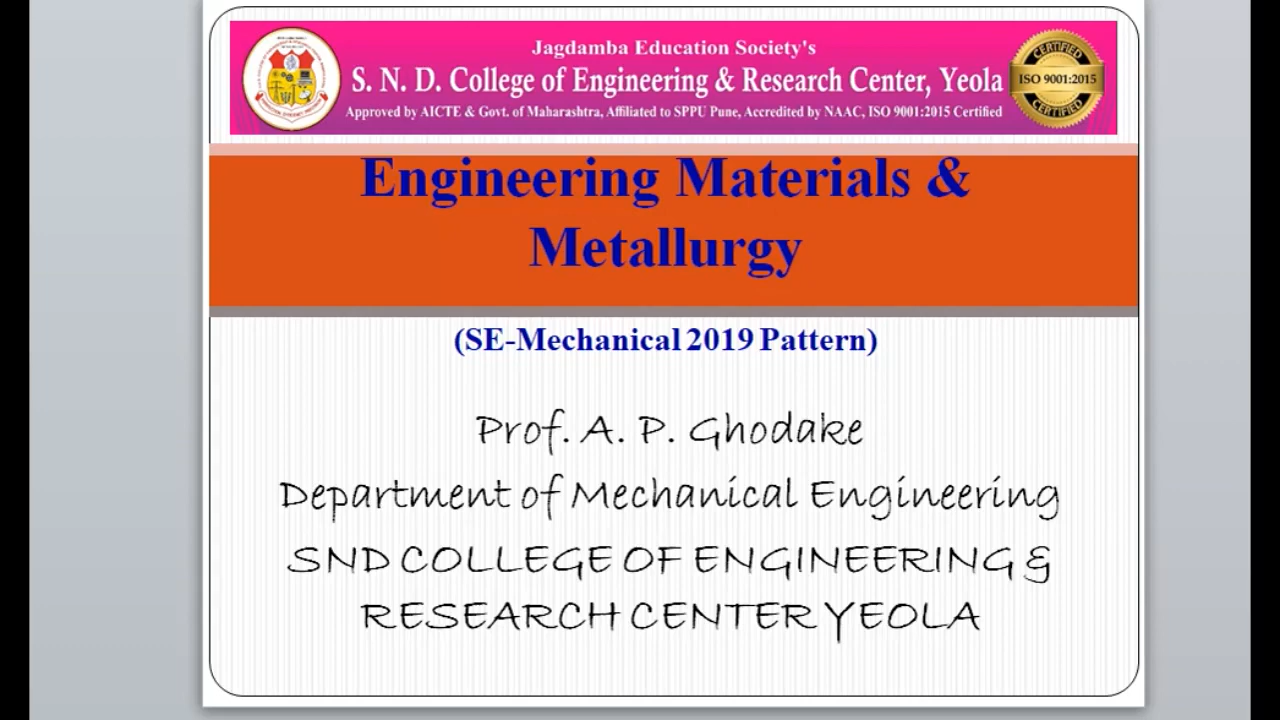 Jagdamba Education Society's
S. N. D. College of Engineering & Research Center, Yeola
Approved by AICTE & Govt. of Maharashtra, Affiliated to SPPU Pune, Accredited by NAAC, ISO 9001:2015 Certified
CERTIFIED
ISO 9001:2015
CERTIFIED
Engineering Materials &
Metallurgy
(SE-Mechanical 2019 Pattern)
Prof. A. P. Ghodake
Department of Mechanical Engineering
SND COLLEGE OF ENGINEERING &
RESEARCH CENTER YEOLA